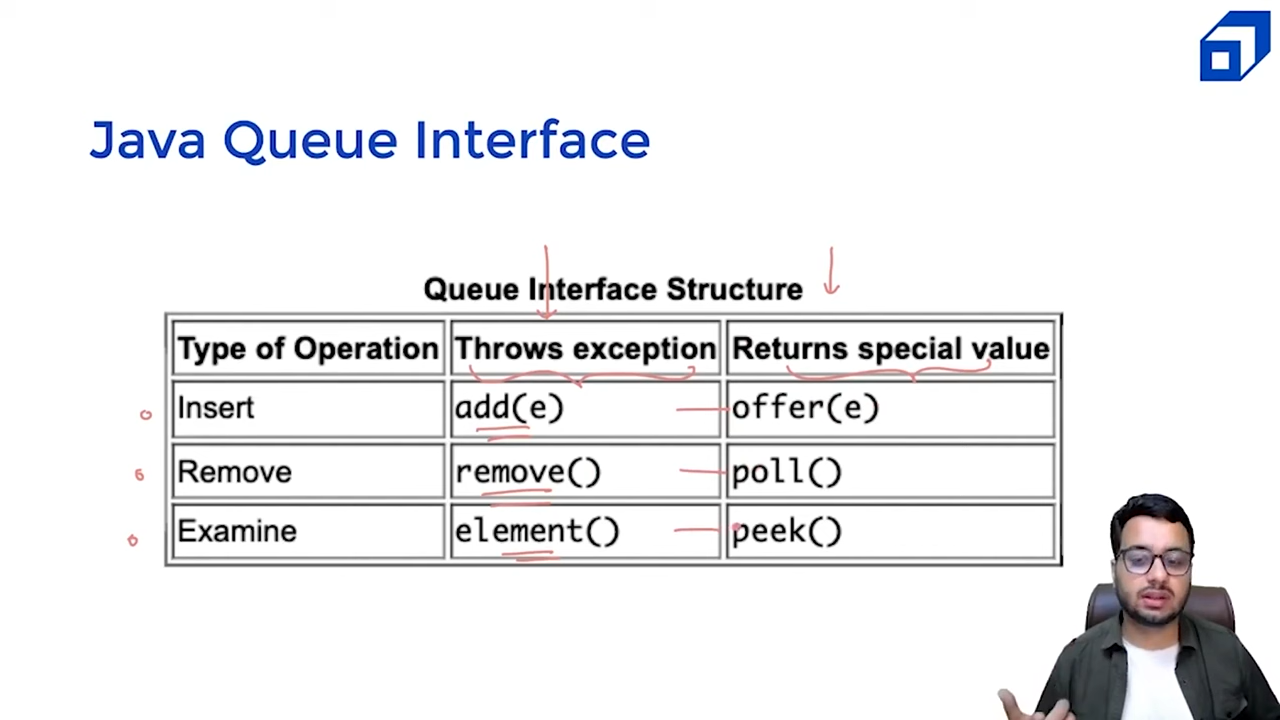 Java Queue Interface
Queue Interface Structure
Type of Operation Throws exception Returns special value
Insert add(e) offer(e)
Remove remove() poll()
Examine element() peek()